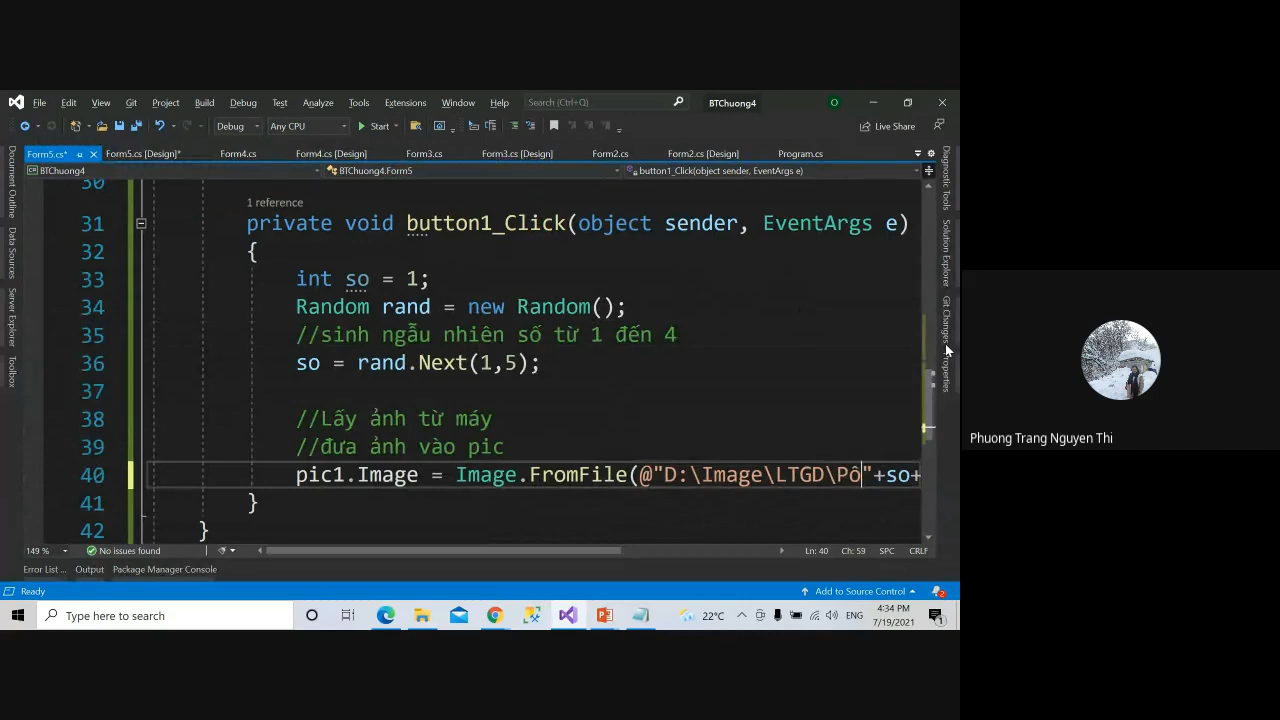 File Edit View Git Project Build Debug Test Analyze Tools Extensions Window Help Search (Ctrl+Q) BTChuong4 O
Debug Any CPU Start Live Share
Form5.cs* Form5.cs [Design]* Form4.cs Form4.cs [Design] Form3.cs Form3.cs [Design] Form2.cs Form2.cs [Design] Program.cs
BTChuong4 BTChuong4.Form5 button1_Click(object sender, EventArgs e)
Document Outline
Data Sources
Server Explorer
Toolbox
30
1 reference
31 private void button1_Click(object sender, EventArgs e)
32 {
33 int so = 1;
34 Random rand = new Random();
35 //sinh ngẫu nhiên số từ 1 đến 4
36 so = rand.Next(1,5);
37
38 //Lấy ảnh từ máy
39 //đưa ảnh vào pic
40 pic1.Image = Image.FromFile(@"D:\Image\LTGD\Pô"+so+
41 }
42 }
Diagnostic Tools
Solution Explorer
Git Changes
Properties
149 % No issues found Ln: 40 Ch: 59 SPC CRLF
Error List ... Output Package Manager Console
Ready Add to Source Control 2
Type here to search 22°C ENG 4:34 PM
7/19/2021 1
Phuong Trang Nguyen Thi